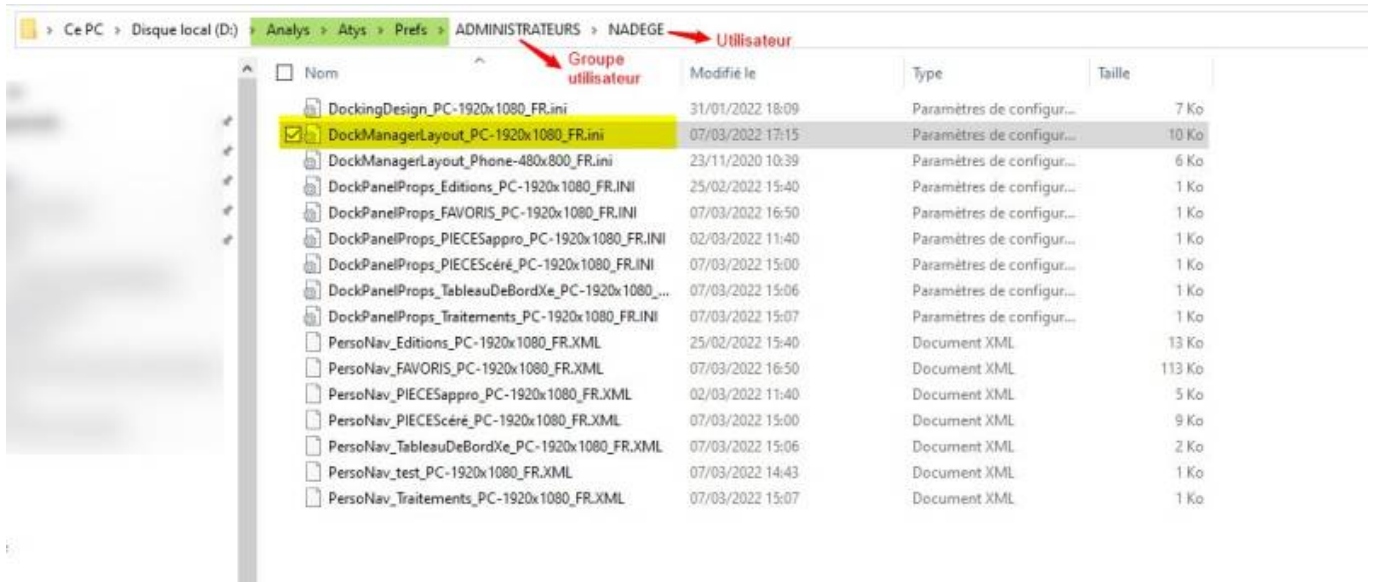 Ce PC > Disque local (D:) > Analys > Atys > Prefs > ADMINISTRATEURS > NADEGE
Utilisateur
Groupe
utilisateur
Nom Modifié le Type Taille
DockingDesign_PC-1920x1080_FR.ini 31/01/2022 18:09 Paramètres de configur... 7 Ko
DockManagerLayout_PC-1920x1080_FR.ini 07/03/2022 17:15 Paramètres de configur... 10 Ko
DockManagerLayout_Phone-480x800_FR.ini 23/11/2020 10:39 Paramètres de configur... 6 Ko
DockPanelProps_Editions_PC-1920x1080_FR.INI 25/02/2022 15:40 Paramètres de configur... 1 Ko
DockPanelProps_FAVORIS_PC-1920x1080_FR.INI 07/03/2022 16:50 Paramètres de configur... 1 Ko
DockPanelProps_PIECESappro_PC-1920x1080_FR.INI 02/03/2022 11:40 Paramètres de configur... 1 Ko
DockPanelProps_PIECEScéré_PC-1920x1080_FR.INI 07/03/2022 15:00 Paramètres de configur... 1 Ko
DockPanelProps_TableauDeBordXe_PC-1920x1080_... 07/03/2022 15:06 Paramètres de configur... 1 Ko
DockPanelProps_Traitements_PC-1920x1080_FR.INI 07/03/2022 15:07 Paramètres de configur... 1 Ko
PersoNav_Editions_PC-1920x1080_FR.XML 25/02/2022 15:40 Document XML 13 Ko
PersoNav_FAVORIS_PC-1920x1080_FR.XML 07/03/2022 16:50 Document XML 113 Ko
PersoNav_PIECESappro_PC-1920x1080_FR.XML 02/03/2022 11:40 Document XML 5 Ko
PersoNav_PIECEScéré_PC-1920x1080_FR.XML 07/03/2022 15:00 Document XML 9 Ko
PersoNav_TableauDeBordXe_PC-1920x1080_FR.XML 07/03/2022 15:06 Document XML 2 Ko
PersoNav_test_PC-1920x1080_FR.XML 07/03/2022 14:43 Document XML 1 Ko
PersoNav_Traitements_PC-1920x1080_FR.XML 07/03/2022 15:07 Document XML 1 Ko